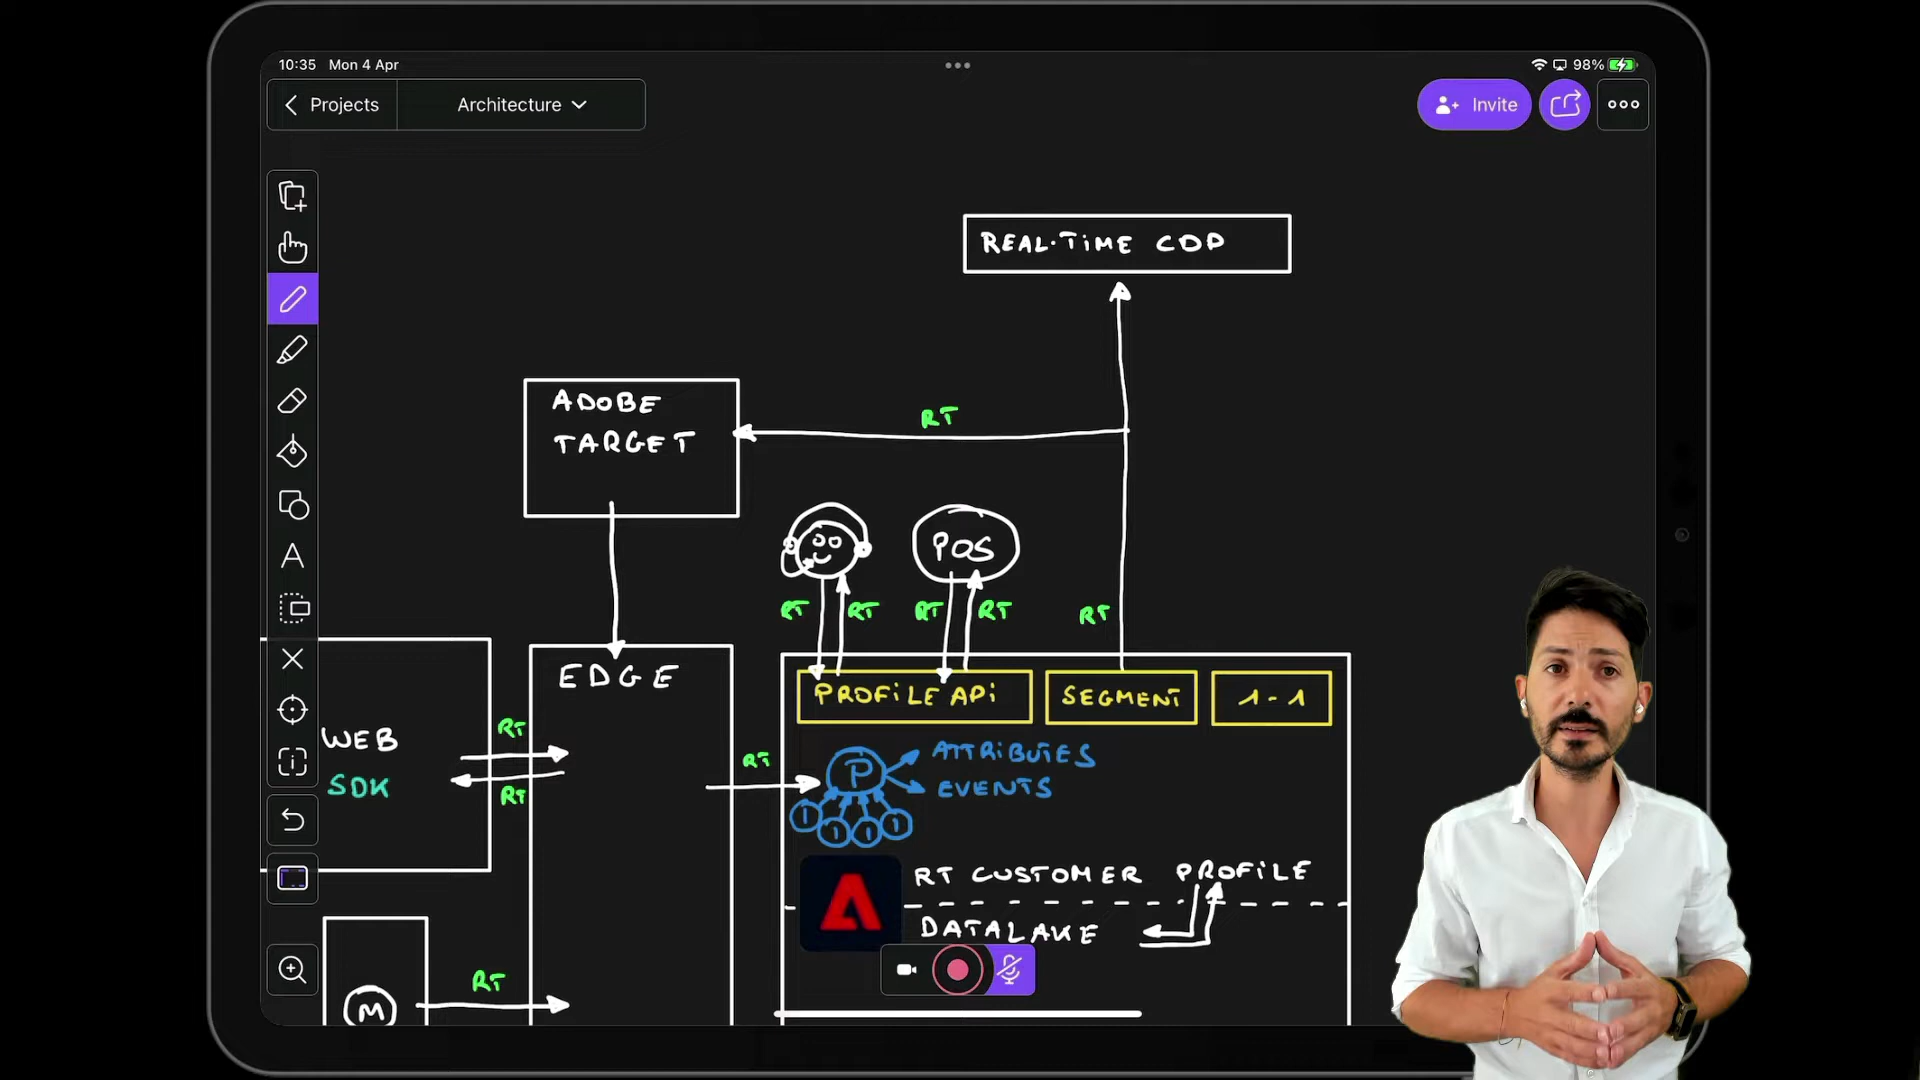 10:35 Mon 4 Apr
98%
Projects
Architecture
Invite
REAL-TIME CDP
ADOBE
TARGET
RT
POS
RT
RT
RT
RT
RT
EDGE
PROFILE API
SEGMENT
1-1
WEB
SDK
RT
RT
RT
P
ATTRIBUTES
EVENTS
I
I
I
I
RT CUSTOMER PROFILE
DATALAKE
RT
M
A